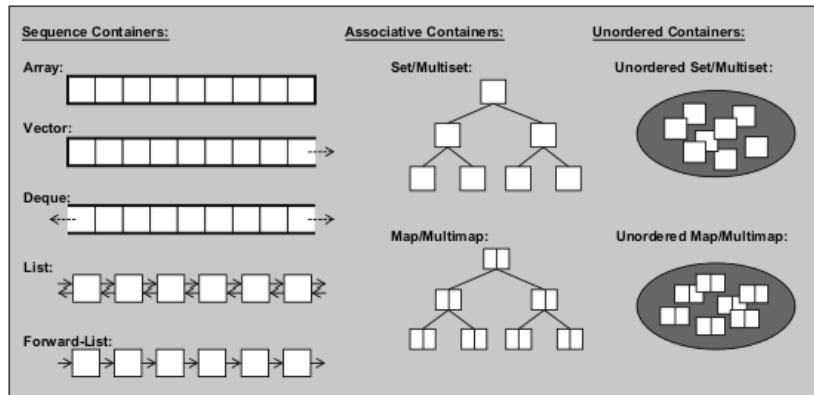 Sequence Containers:
Array:
Vector:
Deque:
List:
Forward-List:
Associative Containers:
Set/Multiset:
Map/Multimap:
Unordered Containers:
Unordered Set/Multiset:
Unordered Map/Multimap: